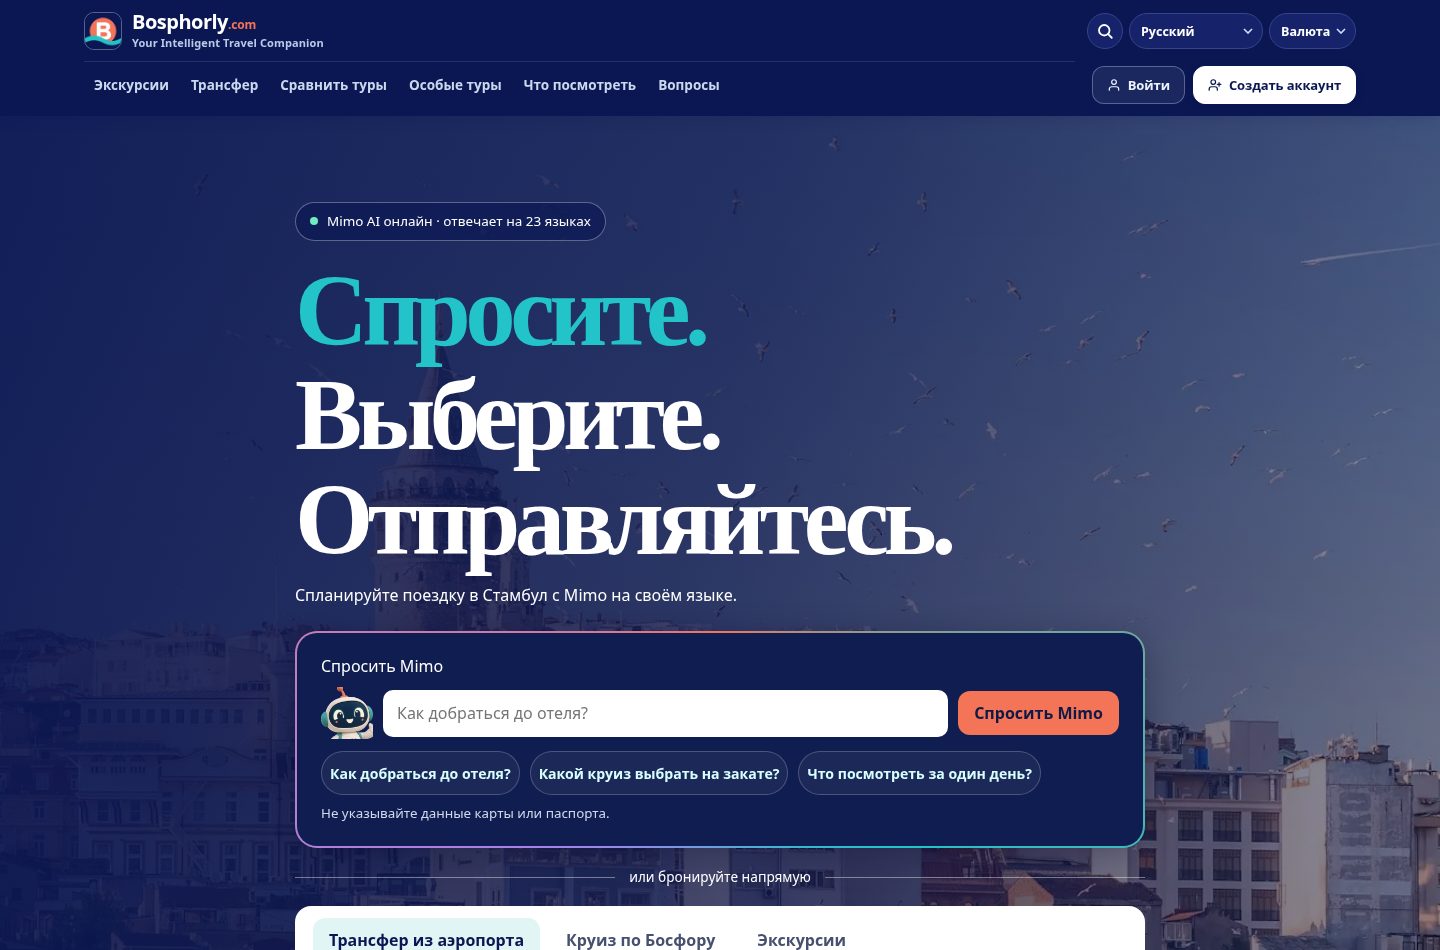 Bosphorly.com
Your Intelligent Travel Companion
Русский
Валюта
Экскурсии Трансфер Сравнить туры Особые туры Что посмотреть Вопросы
Войти
Создать аккаунт
Mimo AI онлайн · отвечает на 23 языках
Спросите.
Выберите.
Отправляйтесь.
Спланируйте поездку в Стамбул с Mimo на своём языке.
Спросить Mimo
Как добраться до отеля?
Спросить Mimo
Как добраться до отеля? Какой круиз выбрать на закате? Что посмотреть за один день?
Не указывайте данные карты или паспорта.
или бронируйте напрямую
Трансфер из аэропорта Круиз по Босфору Экскурсии